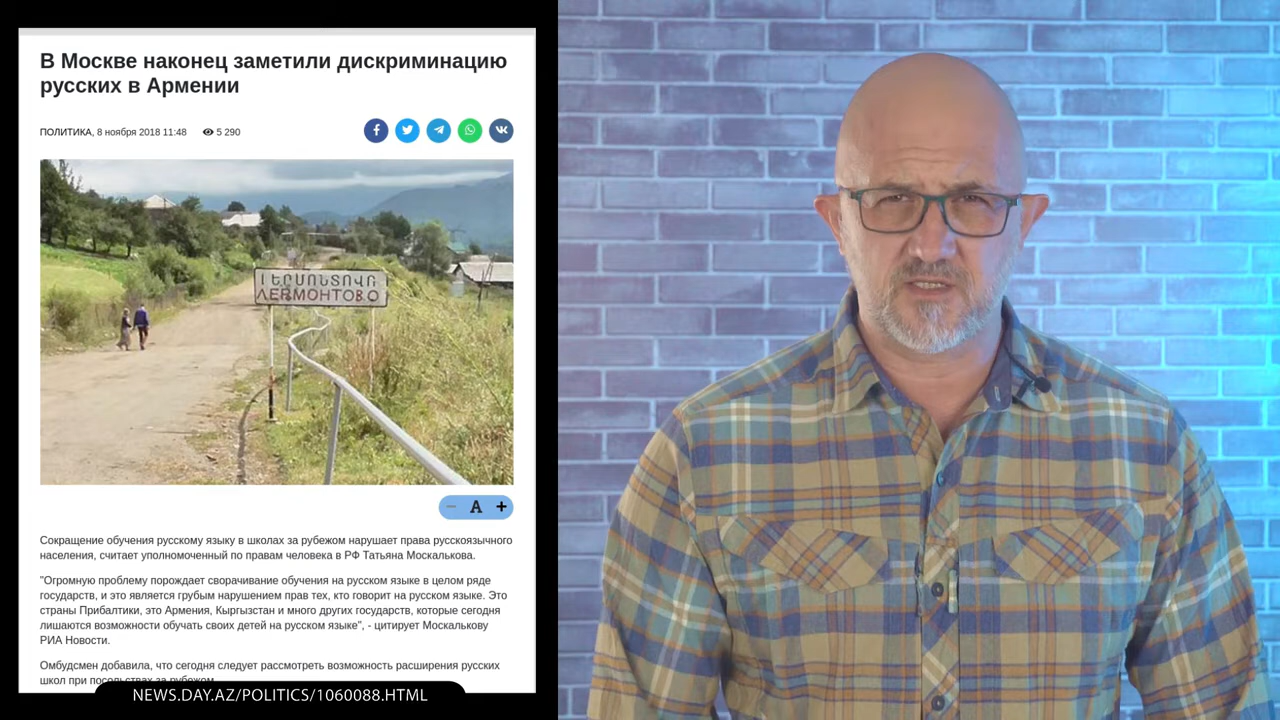 В Москве наконец заметили дискриминацию
русских в Армении
ПОЛИТИКА, 8 ноября 2018 11:48 5 290
ԼԵՐՄՈՆՏՈՎՈ
ЛЕРМОНТОВО
− A +
Сокращение обучения русскому языку в школах за рубежом нарушает права русскоязычного
населения, считает уполномоченный по правам человека в РФ Татьяна Москалькова.
"Огромную проблему порождает сворачивание обучения на русском языке в целом ряде
государств, и это является грубым нарушением прав тех, кто говорит на русском языке. Это
страны Прибалтики, это Армения, Кыргызстан и много других государств, которые сегодня
лишаются возможности обучать своих детей на русском языке", - цитирует Москалькову
РИА Новости.
Омбудсмен добавила, что сегодня следует рассмотреть возможность расширения русских
школ при посольствах за рубежом.
NEWS.DAY.AZ/POLITICS/1060088.HTML